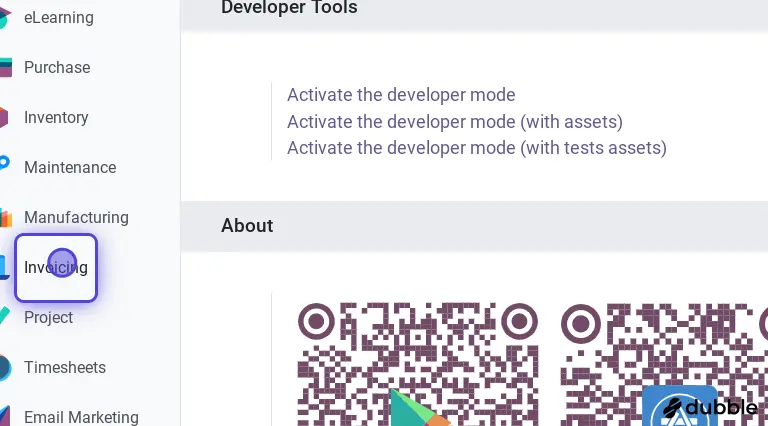 eLearning
Purchase
Inventory
Maintenance
Manufacturing
Invoicing
Project
Timesheets
Email Marketing
Developer Tools
Activate the developer mode
Activate the developer mode (with assets)
Activate the developer mode (with tests assets)
About
dubble